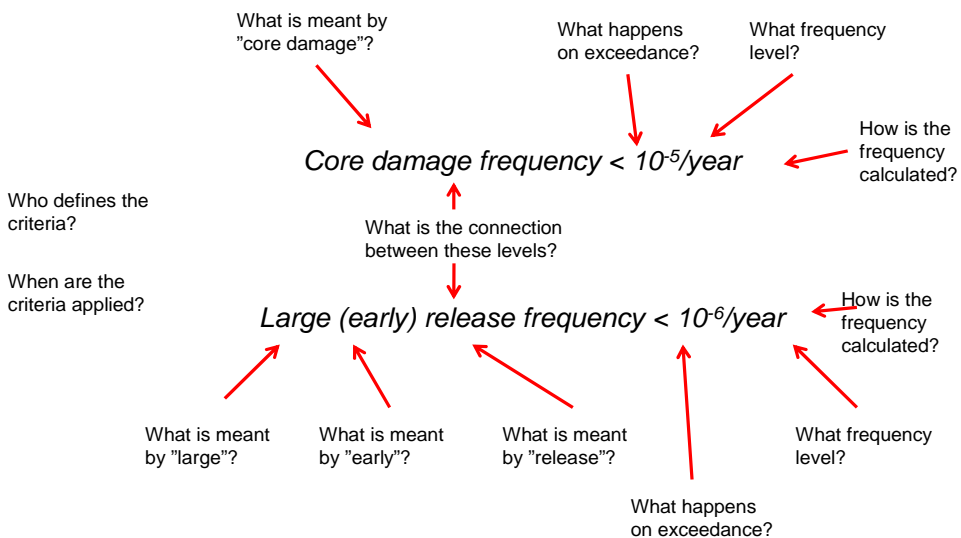 What is meant by
”core damage”?
What happens
on exceedance?
What frequency
level?
Core damage frequency < 10⁻⁵/year
How is the
frequency
calculated?
Who defines the
criteria?
What is the connection
between these levels?
When are the
criteria applied?
Large (early) release frequency < 10⁻⁶/year
How is the
frequency
calculated?
What is meant
by ”large”?
What is meant
by ”early”?
What is meant
by ”release”?
What frequency
level?
What happens
on exceedance?